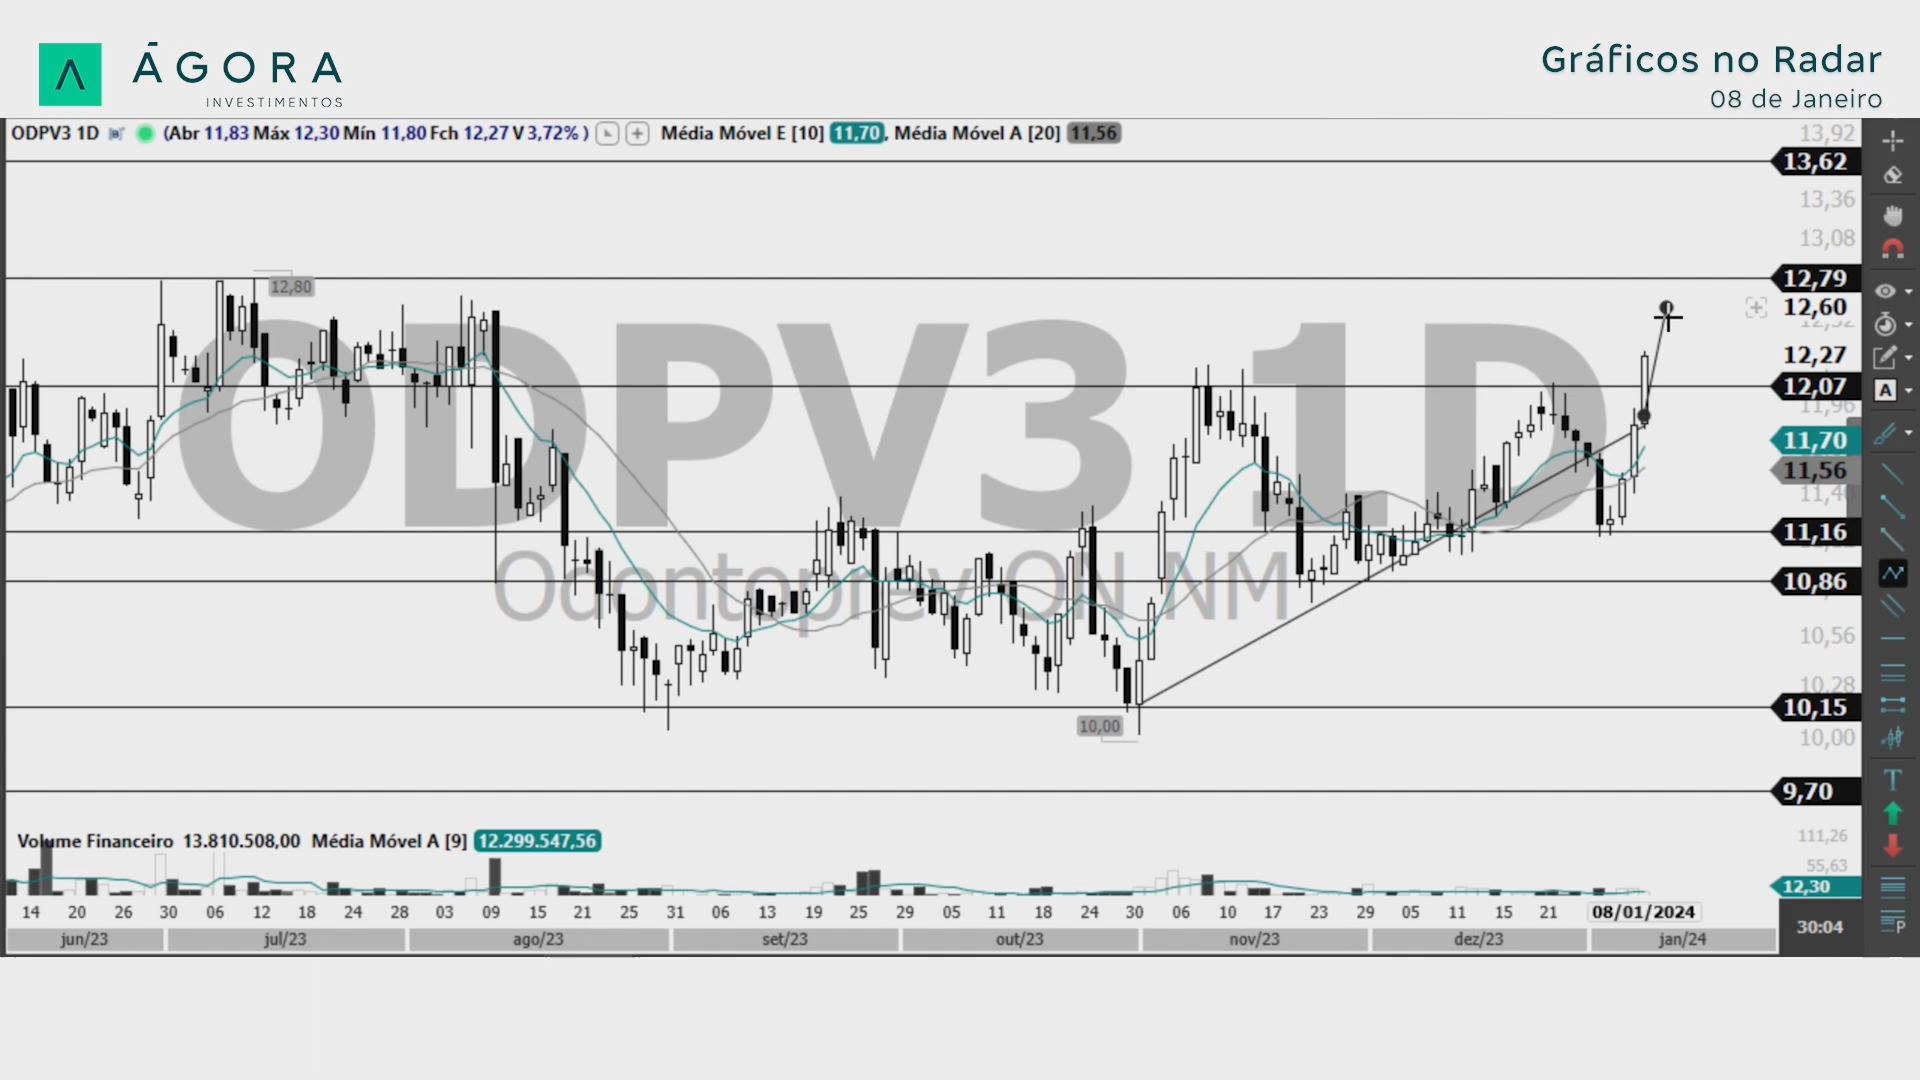 ÁGORA
INVESTIMENTOS
Gráficos no Radar
08 de Janeiro
ODPV3 1D (Abr 11,83 Máx 12,30 Mín 11,80 Fch 12,27 V 3,72% ) Média Móvel E [10] 11,70, Média Móvel A [20] 11,56
13,92
13,62
13,36
13,08
12,79
12,80
12,60
12,27
12,07
11,96
11,70
11,56
11,40
11,16
10,86
10,56
10,28
10,15
10,00
10,00
9,70
ODPV3 1D
Odontoprev ON NM
Volume Financeiro 13.810.508,00 Média Móvel A [9] 12.299.547,56
111,26
55,63
12,30
14 20 26 30 06 12 18 24 28 03 09 15 21 25 31 06 13 19 25 29 05 11 18 24 30 06 10 17 23 29 05 11 15 21 08/01/2024
30:04
jun/23 jul/23 ago/23 set/23 out/23 nov/23 dez/23 jan/24
A
T
P